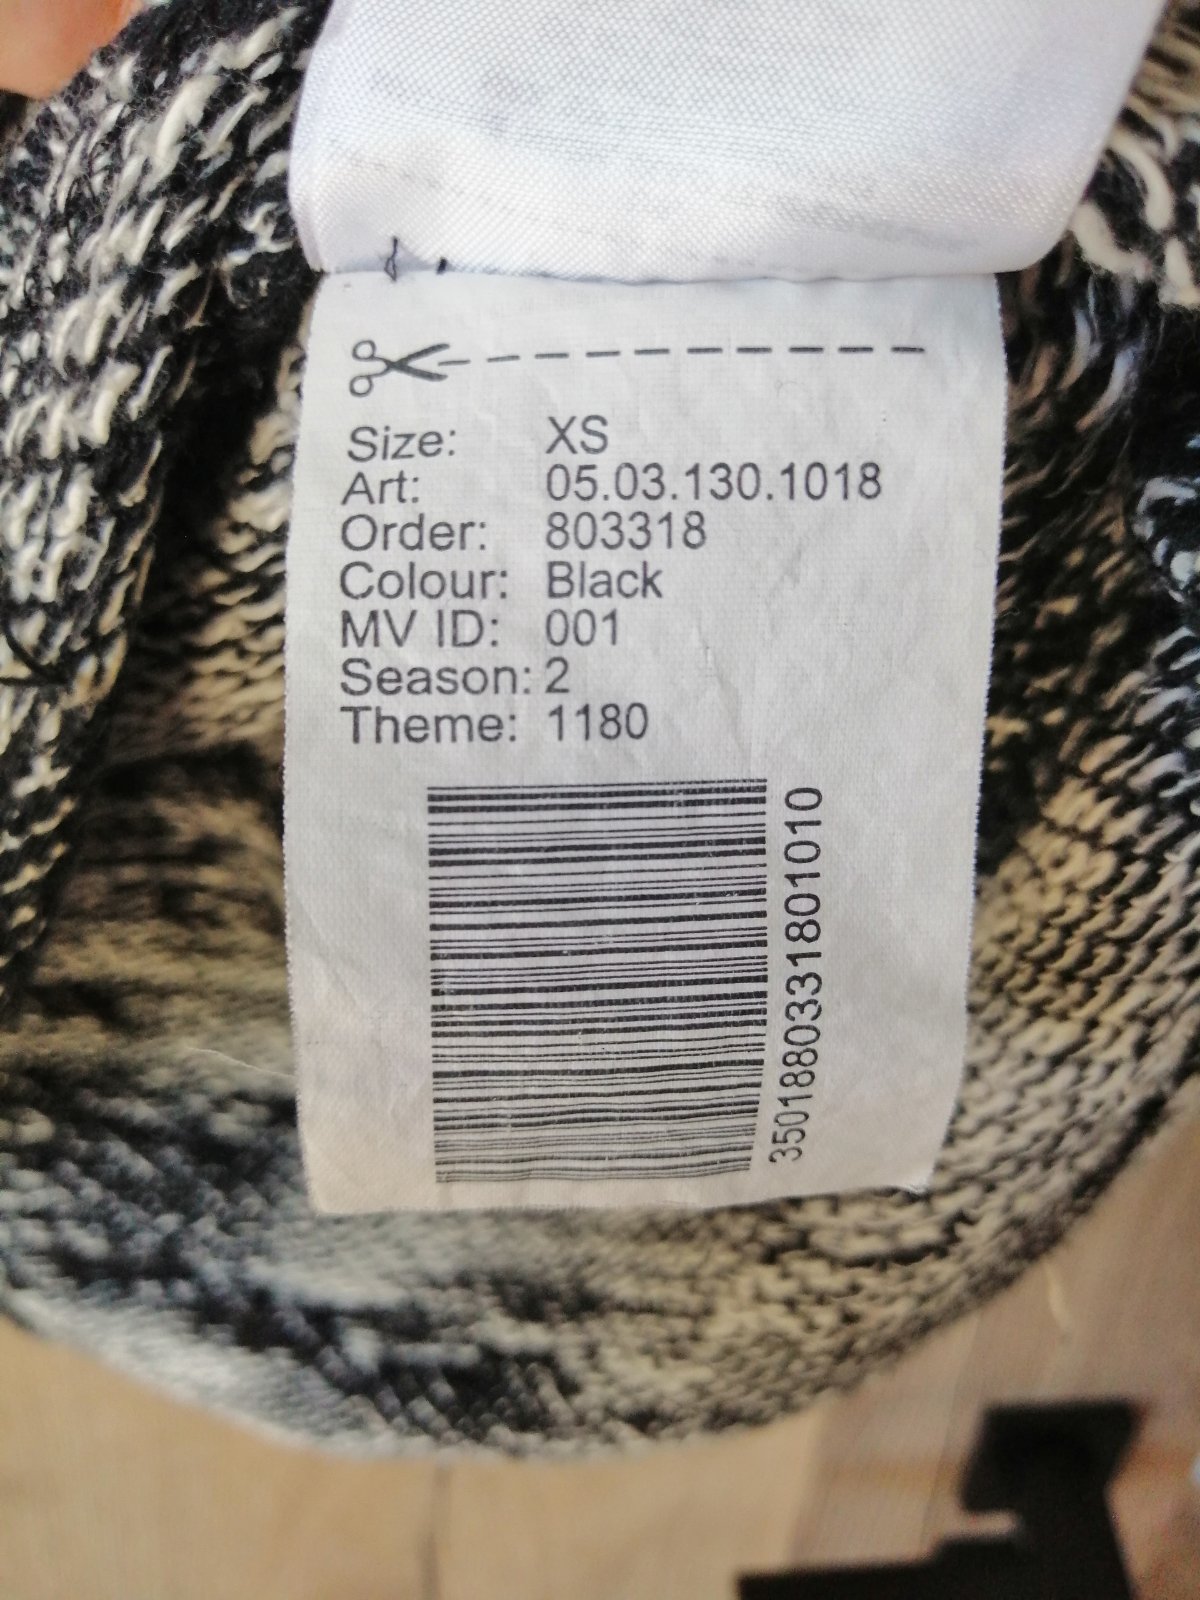 Size: XS
Art: 05.03.130.1018
Order: 803318
Colour: Black
MV ID: 001
Season: 2
Theme: 1180
3501880331801010